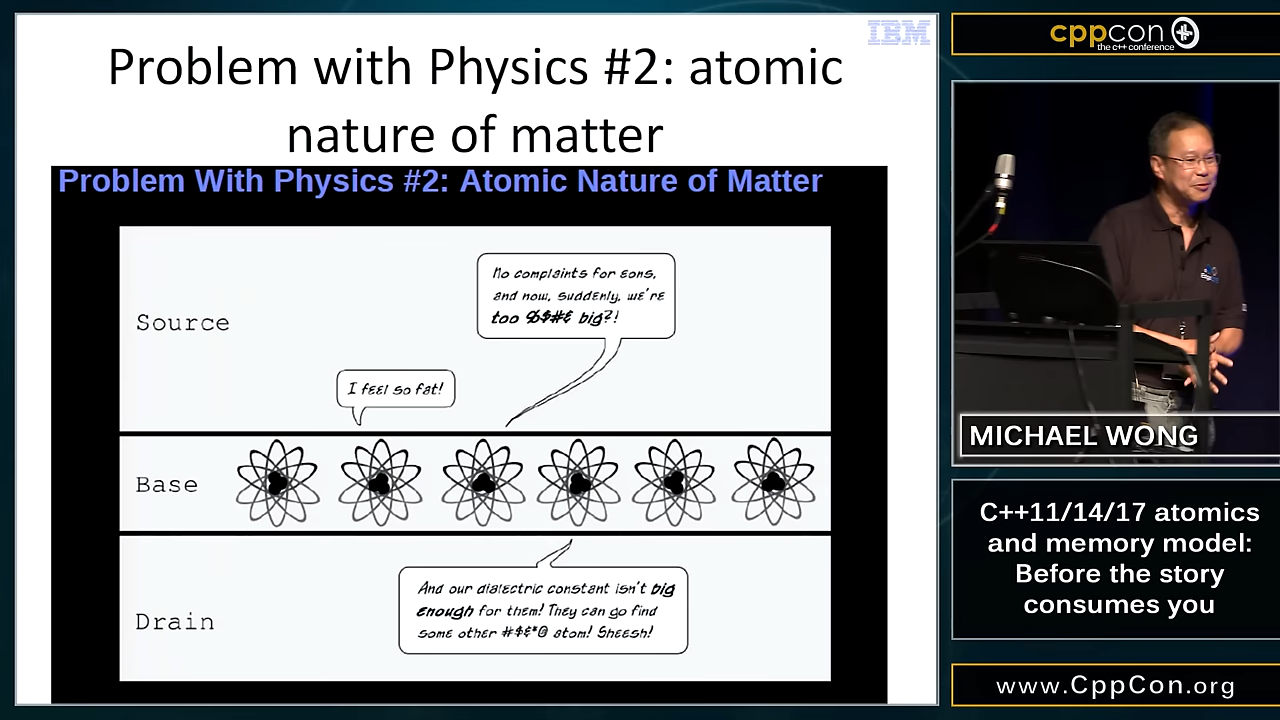 IBM
Problem with Physics #2: atomic
nature of matter
Problem With Physics #2: Atomic Nature of Matter
Source
No complaints for eons,
and now, suddenly, we're
too %$#& big?!
I feel so fat!
Base
Drain
And our dialectric constant isn't big
enough for them! They can go find
some other #$&*@ atom! Sheesh!
cppcon
the c++ conference
MICHAEL WONG
C++11/14/17 atomics
and memory model:
Before the story
consumes you
www.CppCon.org